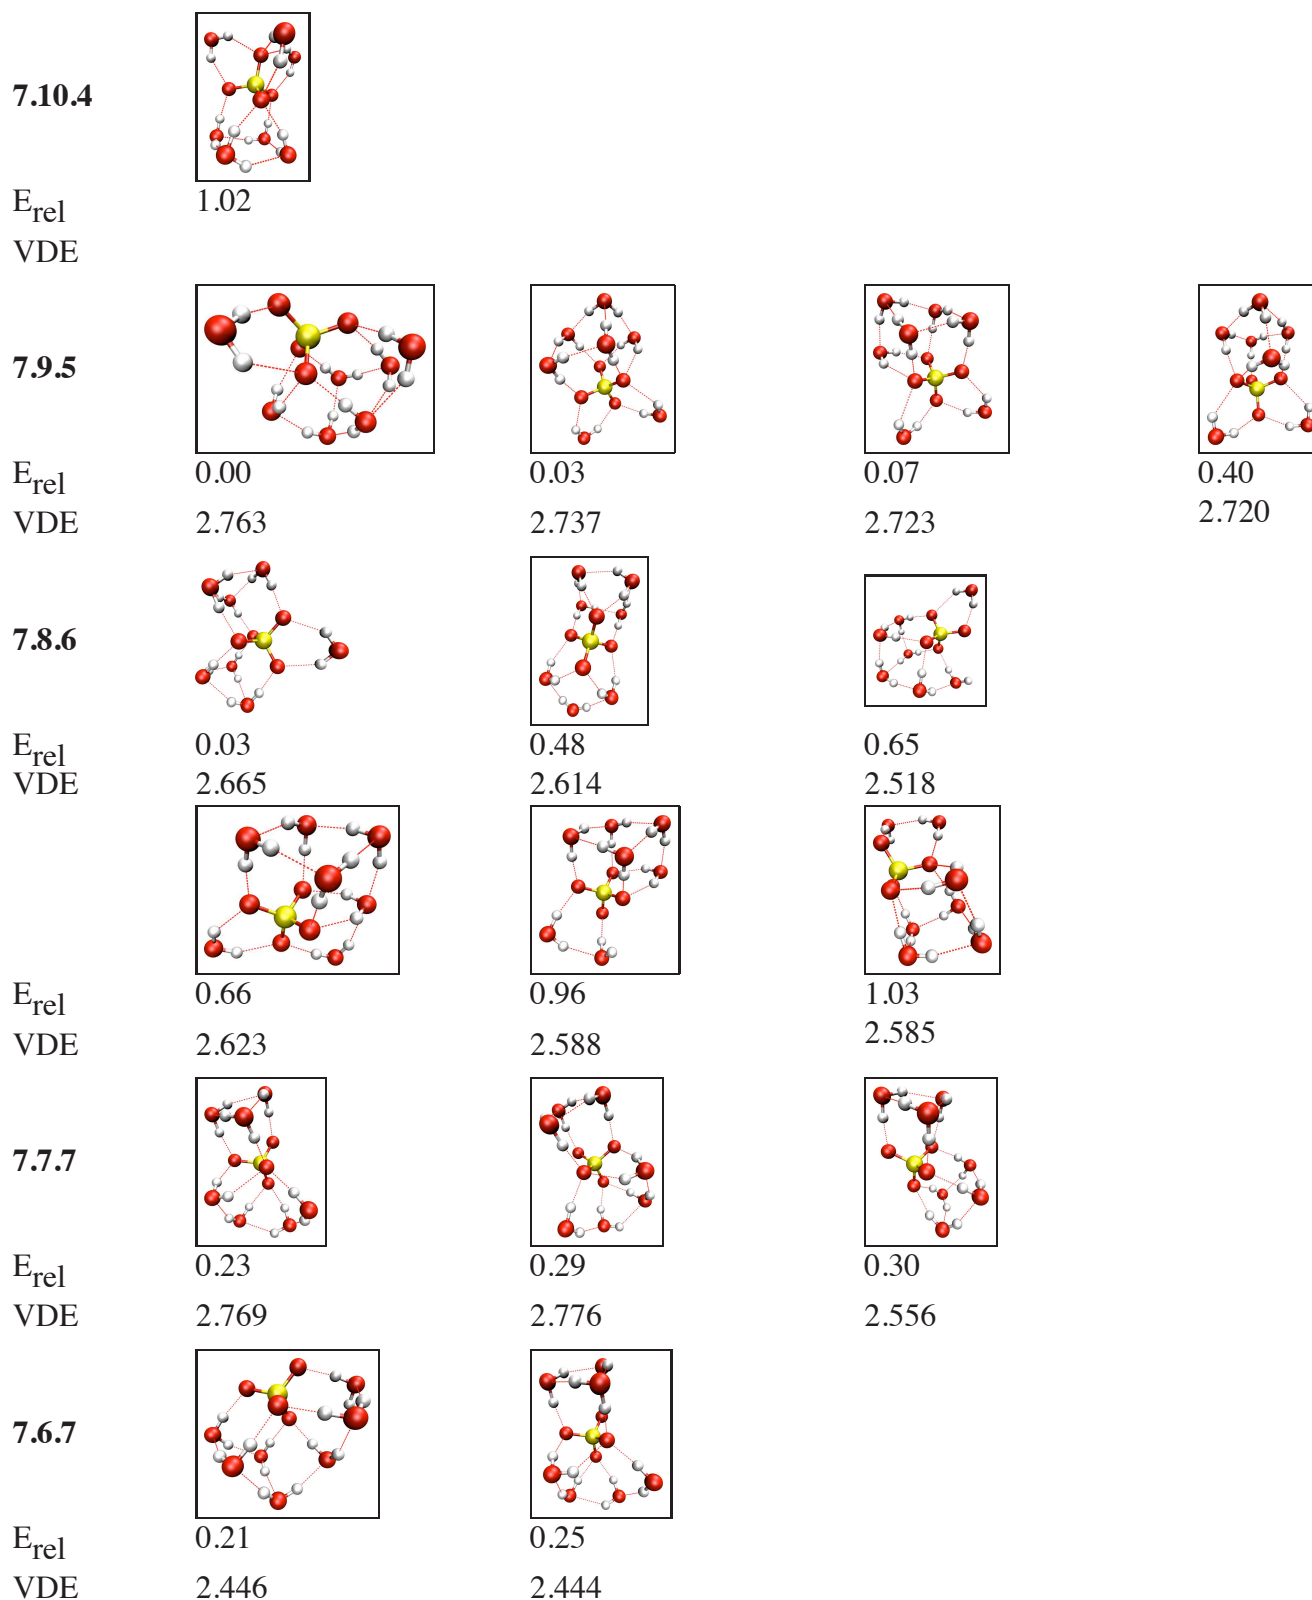 7.10.4
E_rel 1.02
VDE
7.9.5
E_rel 0.00 0.03 0.07 0.40
VDE 2.763 2.737 2.723 2.720
7.8.6
E_rel 0.03 0.48 0.65
VDE 2.665 2.614 2.518
E_rel 0.66 0.96 1.03
VDE 2.623 2.588 2.585
7.7.7
E_rel 0.23 0.29 0.30
VDE 2.769 2.776 2.556
7.6.7
E_rel 0.21 0.25
VDE 2.446 2.444